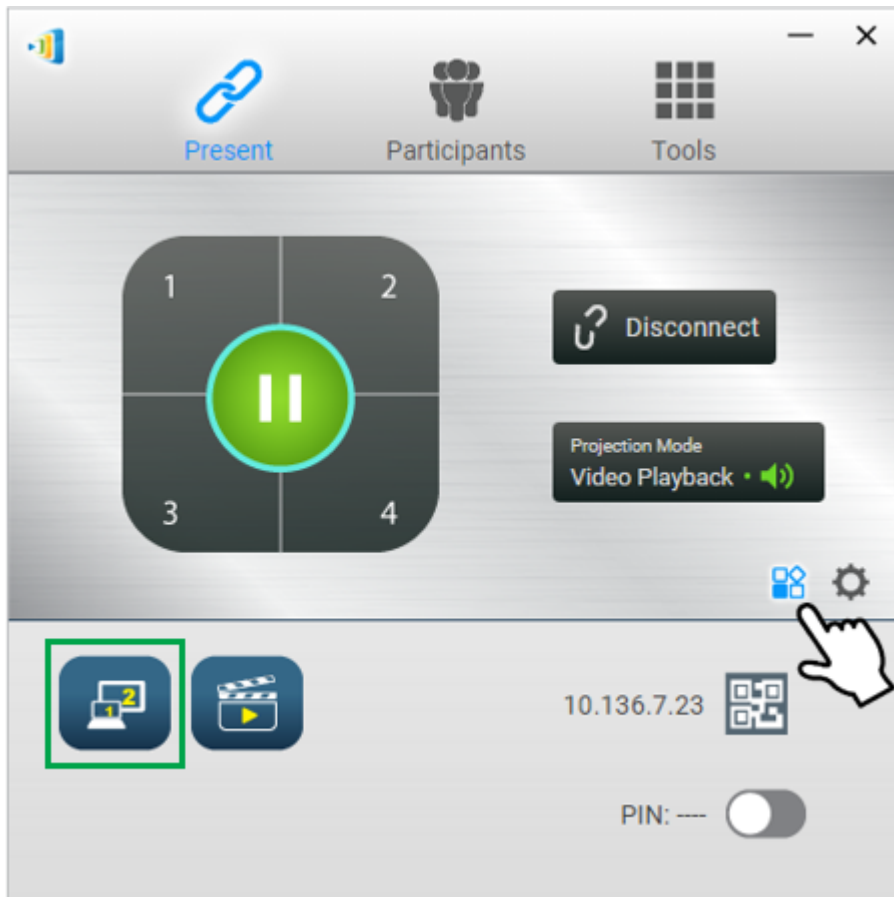 Present Participants Tools
1 2
3 4
Disconnect
Projection Mode
Video Playback
1 2
10.136.7.23
PIN: ----